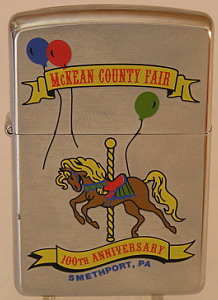 McKEAN COUNTY FAIR
100TH ANNIVERSARY
SMETHPORT, PA